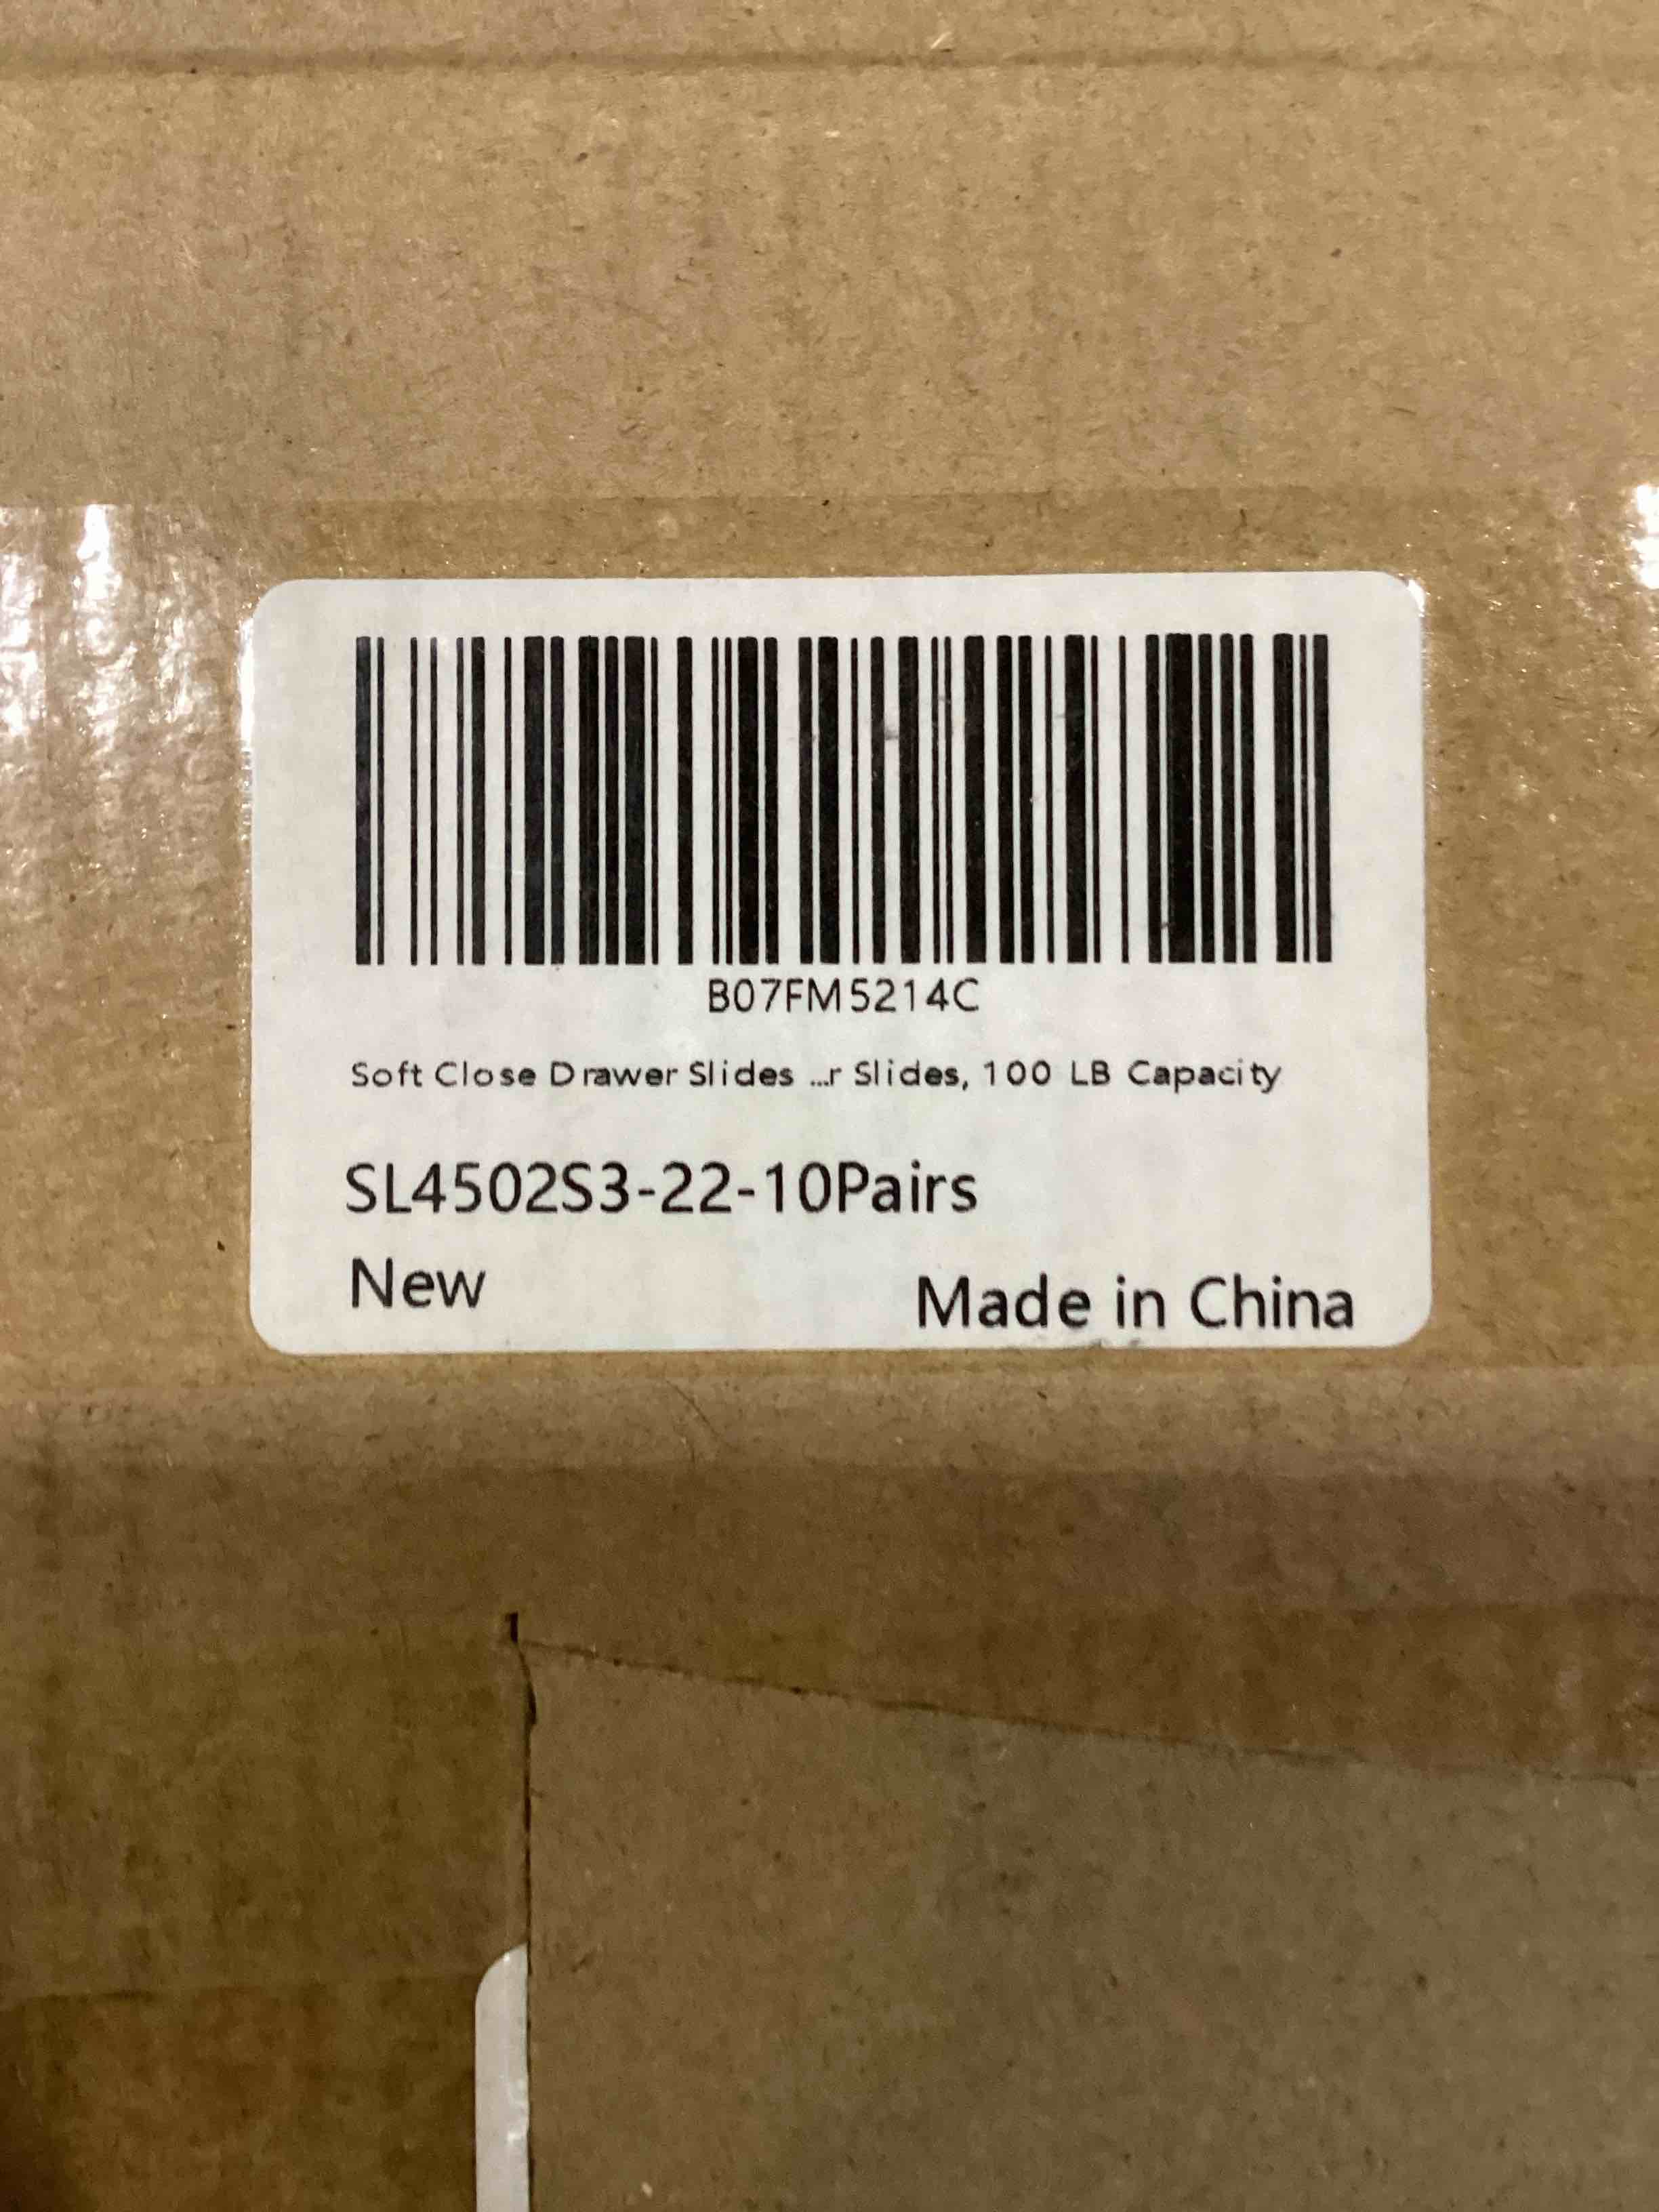 B07FM5214C
Soft Close Drawer Slides ...r Slides, 100 LB Capacity
SL4502S3-22-10Pairs
New
Made in China